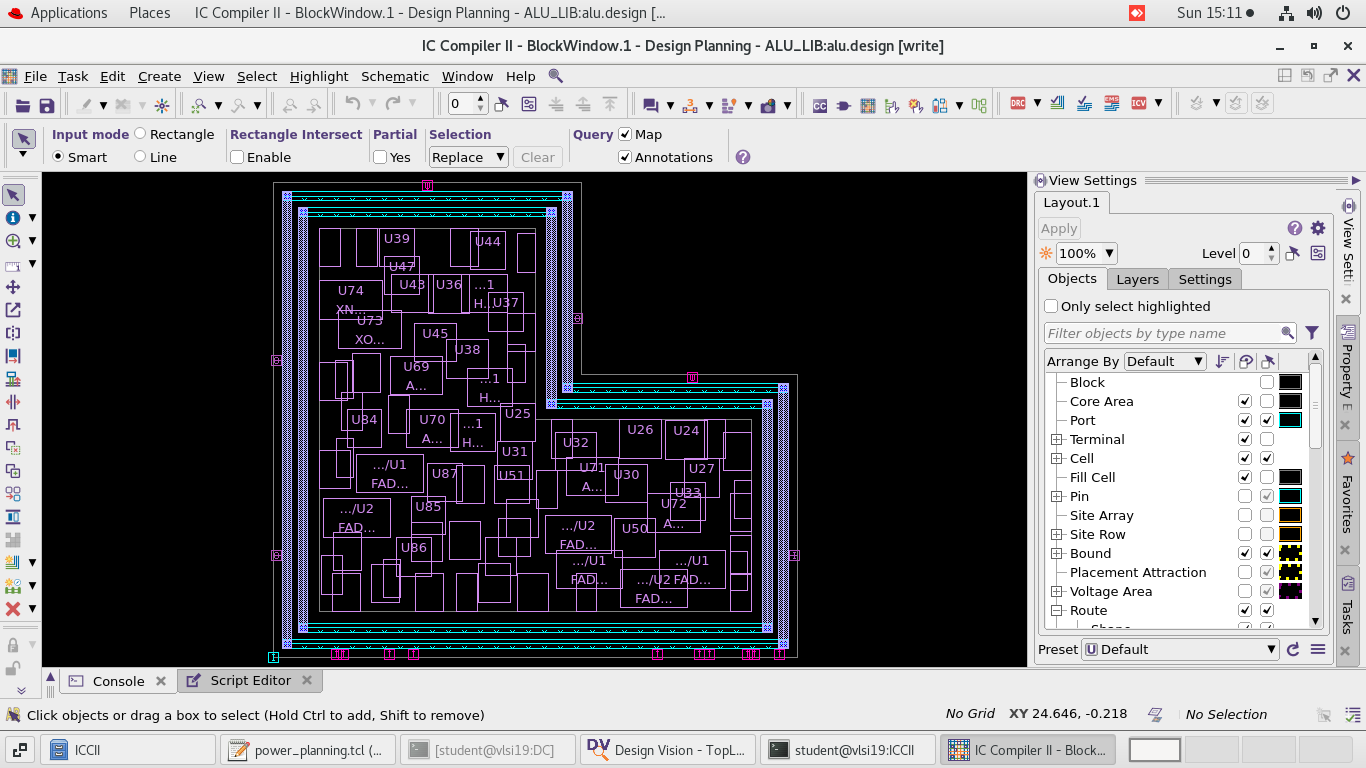 Applications Places IC Compiler II - BlockWindow.1 - Design Planning - ALU_LIB:alu.design [... Sun 15:11
IC Compiler II - BlockWindow.1 - Design Planning - ALU_LIB:alu.design [write]
File Task Edit Create View Select Highlight Schematic Window Help
0
DRC EMS ICV
Input mode Rectangle Rectangle Intersect Partial Selection Query Map
Smart Line Enable Yes Replace Clear Annotations
View Settings
Layout.1
Apply
100% Level 0
Objects Layers Settings
Only select highlighted
Filter objects by type name
Arrange By Default
Block
Core Area
Port
Terminal
Cell
Fill Cell
Pin
Site Array
Site Row
Bound
Placement Attraction
Voltage Area
Route
Shape
Preset Default
View Setti
Property E
Favorites
Tasks
U39 U44
U47
U74 U43 U36 ...1
XN... H... U37
U73
XO... U45
U38
U69
A... ...1
H...
U84 U70 ...1 U25
A... H...
U31
U32 U26 U24
.../U1 U87 U51 U71 U30 U27
FAD... A...
U33
.../U2 U85 U72
FAD... A...
.../U2 U50
FAD...
U86
.../U1 .../U1
FAD... .../U2 FAD...
FAD...
Console Script Editor
Click objects or drag a box to select (Hold Ctrl to add, Shift to remove) No Grid XY 24.646, -0.218 No Selection
ICCII power_planning.tcl (... [student@vlsi19:DC] Design Vision - TopL... student@vlsi19:ICCII IC Compiler II - Block...